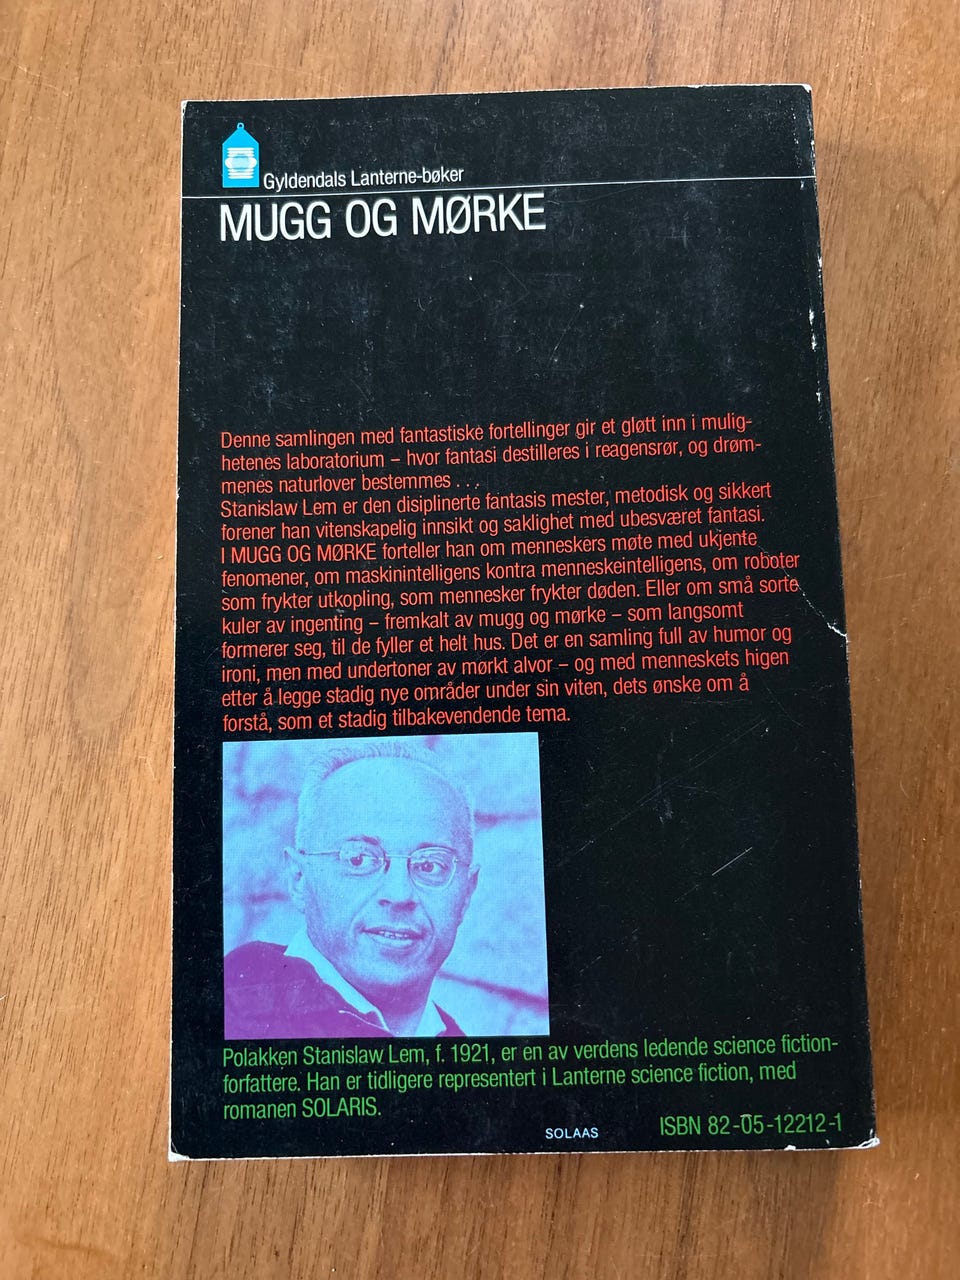 Gyldendals Lanterne-bøker
MUGG OG MØRKE
Denne samlingen med fantastiske fortellinger gir et gløtt inn i mulig-
hetenes laboratorium – hvor fantasi destilleres i reagensrør, og drøm-
menes naturlover bestemmes . . .
Stanislaw Lem er den disiplinerte fantasis mester, metodisk og sikkert
forener han vitenskapelig innsikt og saklighet med ubesværet fantasi.
I MUGG OG MØRKE forteller han om menneskers møte med ukjente
fenomener, om maskinintelligens kontra menneskeintelligens, om roboter
som frykter utkopling, som mennesker frykter døden. Eller om små sorte
kuler av ingenting – fremkalt av mugg og mørke – som langsomt
formerer seg, til de fyller et helt hus. Det er en samling full av humor og
ironi, men med undertoner av mørkt alvor – og med menneskets higen
etter å legge stadig nye områder under sin viten, dets ønske om å
forstå, som et stadig tilbakevendende tema.
Polakken Stanislaw Lem, f. 1921, er en av verdens ledende science fiction-
forfattere. Han er tidligere representert i Lanterne science fiction, med
romanen SOLARIS.
SOLAAS
ISBN 82-05-12212-1